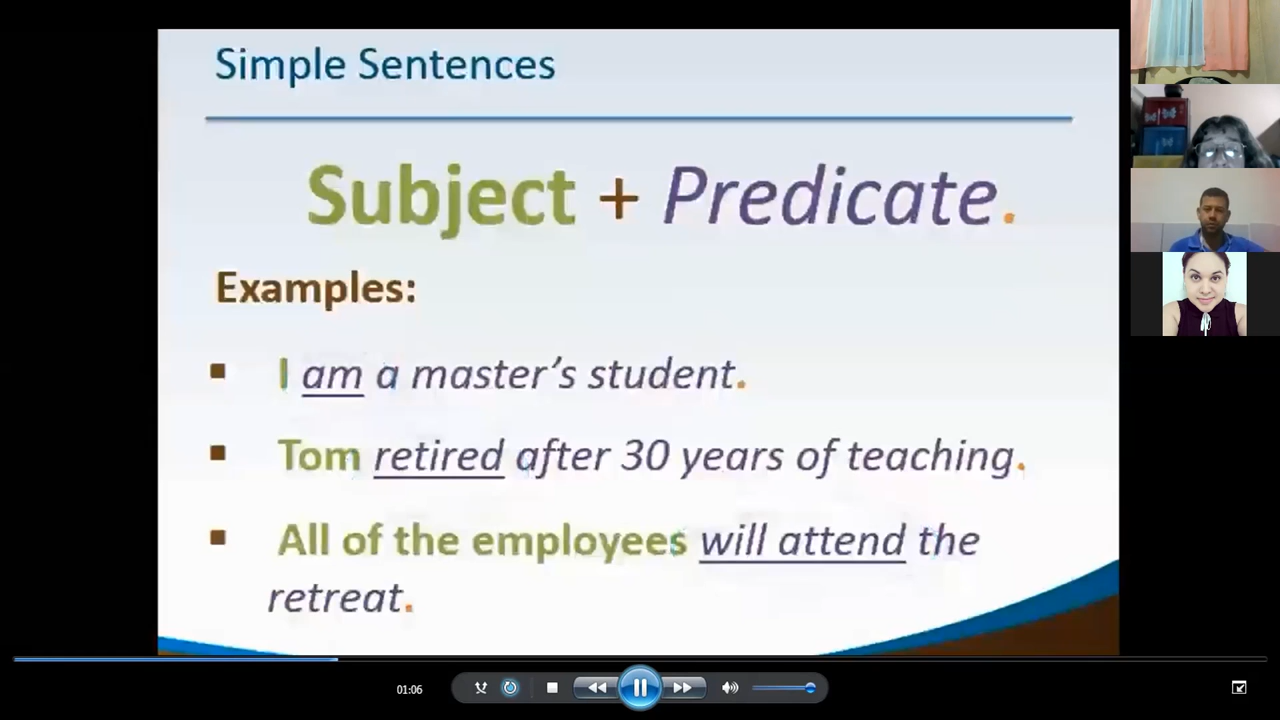 Simple Sentences
Subject + Predicate.
Examples:
▪ I am a master’s student.
▪ Tom retired after 30 years of teaching.
▪ All of the employees will attend the
retreat.
01:06